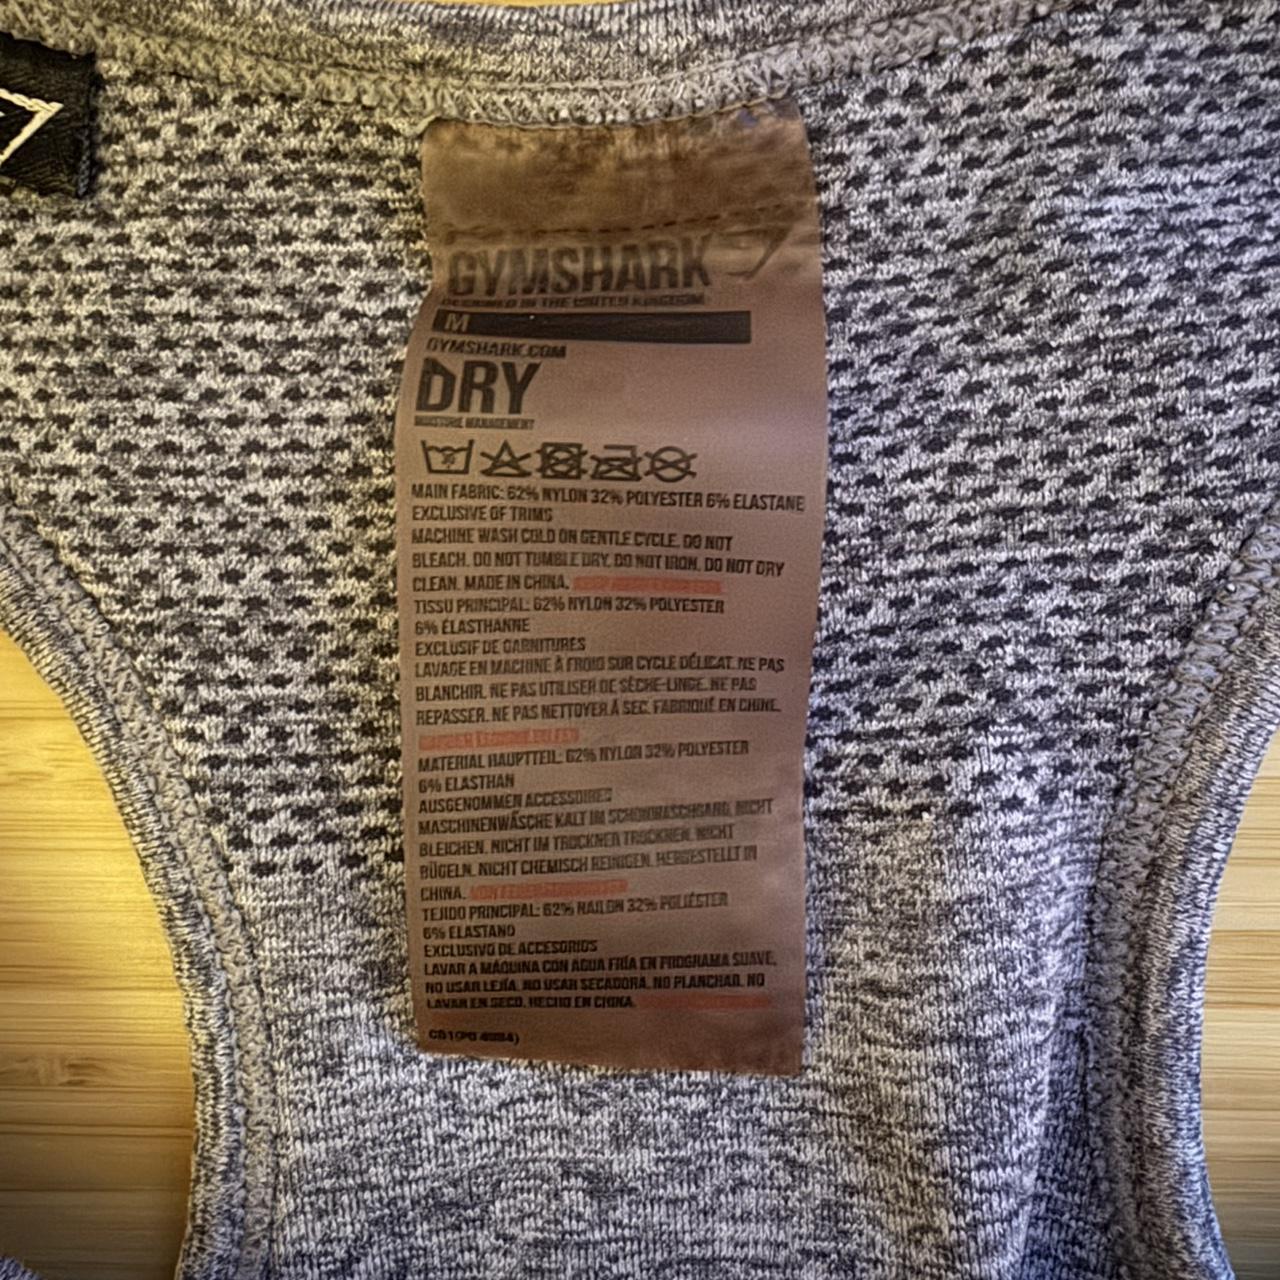 GYMSHARK
DESIGNED IN THE UNITED KINGDOM
M
GYMSHARK.COM
DRY
MOISTURE MANAGEMENT
MAIN FABRIC: 62% NYLON 32% POLYESTER 6% ELASTANE
EXCLUSIVE OF TRIMS
MACHINE WASH COLD ON GENTLE CYCLE. DO NOT
BLEACH. DO NOT TUMBLE DRY. DO NOT IRON. DO NOT DRY
CLEAN. MADE IN CHINA.
TISSU PRINCIPAL: 62% NYLON 32% POLYESTER
6% ÉLASTHANNE
EXCLUSIF DE GARNITURES
LAVAGE EN MACHINE À FROID SUR CYCLE DÉLICAT. NE PAS
BLANCHIR. NE PAS UTILISER DE SÈCHE-LINGE. NE PAS
REPASSER. NE PAS NETTOYER À SEC. FABRIQUÉ EN CHINE.
MATERIAL HAUPTTEIL: 62% NYLON 32% POLYESTER
6% ELASTHAN
AUSGENOMMEN ACCESSOIRES
MASCHINENWÄSCHE KALT IM SCHONWASCHGANG. NICHT
BLEICHEN. NICHT IM TROCKNER TROCKNEN. NICHT
BÜGELN. NICHT CHEMISCH REINIGEN. HERGESTELLT IN
CHINA.
TEJIDO PRINCIPAL: 62% NAILON 32% POLIÉSTER
6% ELASTANO
EXCLUSIVO DE ACCESORIOS
LAVAR A MÁQUINA CON AGUA FRÍA EN PROGRAMA SUAVE.
NO USAR LEJÍA. NO USAR SECADORA. NO PLANCHAR. NO
LAVAR EN SECO. HECHO EN CHINA.